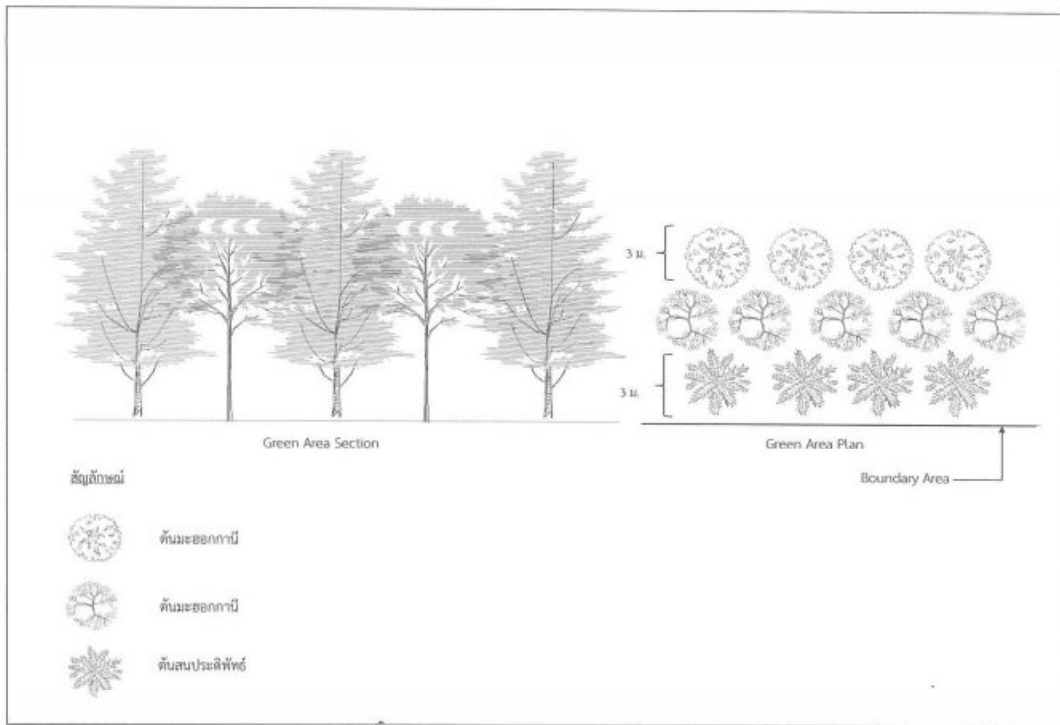 3 ม.
3 ม.
Green Area Section
Green Area Plan
Boundary Area
สัญลักษณ์
ต้นมะฮอกกานี
ต้นมะฮอกกานี
ต้นสนประดิพัทธ์